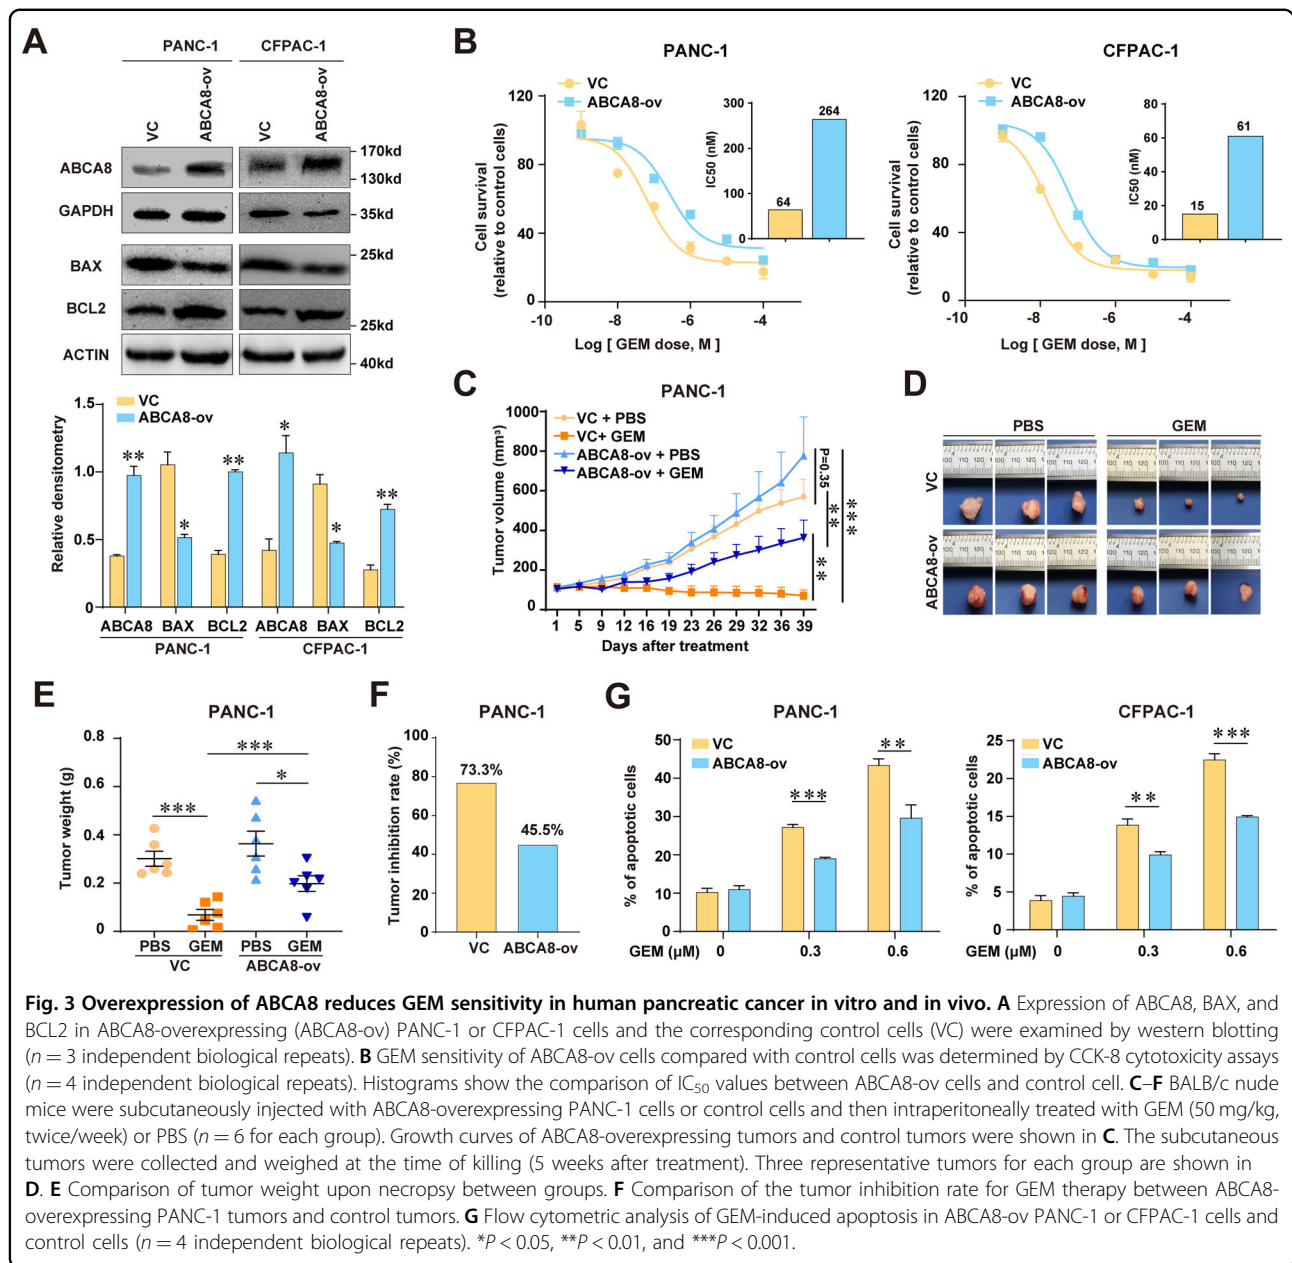 A
PANC-1
CFPAC-1
VC
ABCA8-ov
VC
ABCA8-ov
ABCA8
170kd
130kd
GAPDH
35kd
BAX
25kd
BCL2
25kd
ACTIN
40kd
VC
ABCA8-ov
Relative densitometry
1.5
1.0
0.5
0
**
*
**
*
*
**
ABCA8 BAX BCL2 ABCA8 BAX BCL2
PANC-1 CFPAC-1
B
PANC-1
VC
ABCA8-ov
Cell survival
(relative to control cells)
120
80
40
0
-10 -8 -6 -4
Log [ GEM dose, M ]
IC50 (nM)
300
200
100
0
64
264
CFPAC-1
VC
ABCA8-ov
Cell survival
(relative to control cells)
120
80
40
0
-10 -8 -6 -4
Log [ GEM dose, M ]
IC50 (nM)
80
60
40
20
0
15
61
C
PANC-1
VC + PBS
VC+ GEM
ABCA8-ov + PBS
ABCA8-ov + GEM
Tumor volume (mm³)
1000
800
600
400
200
0
1 5 9 12 16 19 23 26 29 32 36 39
Days after treatment
P=0.35
**
***
**
D
PBS GEM
VC
ABCA8-ov
E
PANC-1
Tumor weight (g)
0.8
0.6
0.4
0.2
0
***
***
*
PBS GEM PBS GEM
VC ABCA8-ov
F
PANC-1
Tumor inhibition rate (%)
100
80
60
40
20
0
73.3%
45.5%
VC ABCA8-ov
G
PANC-1
VC
ABCA8-ov
% of apoptotic cells
50
40
30
20
10
0
***
**
GEM (μM) 0 0.3 0.6
CFPAC-1
VC
ABCA8-ov
% of apoptotic cells
25
20
15
10
5
0
**
***
GEM (μM) 0 0.3 0.6
Fig. 3 Overexpression of ABCA8 reduces GEM sensitivity in human pancreatic cancer in vitro and in vivo. A Expression of ABCA8, BAX, and
BCL2 in ABCA8-overexpressing (ABCA8-ov) PANC-1 or CFPAC-1 cells and the corresponding control cells (VC) were examined by western blotting
(n = 3 independent biological repeats). B GEM sensitivity of ABCA8-ov cells compared with control cells was determined by CCK-8 cytotoxicity assays
(n = 4 independent biological repeats). Histograms show the comparison of IC50 values between ABCA8-ov cells and control cell. C–F BALB/c nude
mice were subcutaneously injected with ABCA8-overexpressing PANC-1 cells or control cells and then intraperitoneally treated with GEM (50 mg/kg,
twice/week) or PBS (n = 6 for each group). Growth curves of ABCA8-overexpressing tumors and control tumors were shown in C. The subcutaneous
tumors were collected and weighed at the time of killing (5 weeks after treatment). Three representative tumors for each group are shown in
D. E Comparison of tumor weight upon necropsy between groups. F Comparison of the tumor inhibition rate for GEM therapy between ABCA8-
overexpressing PANC-1 tumors and control tumors. G Flow cytometric analysis of GEM-induced apoptosis in ABCA8-ov PANC-1 or CFPAC-1 cells and
control cells (n = 4 independent biological repeats). *P < 0.05, **P < 0.01, and ***P < 0.001.